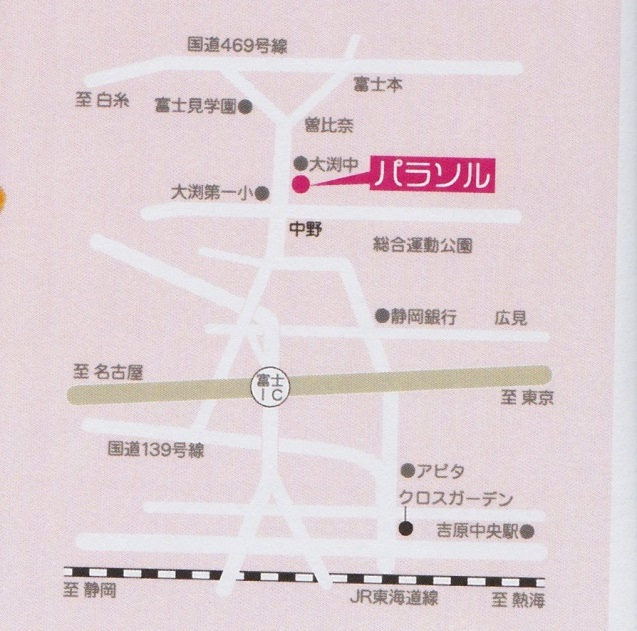 国道469号線
富士本
至 白糸
富士見学園
曽比奈
大渕中
パラソル
大渕第一小
中野
総合運動公園
静岡銀行
広見
至 名古屋
富士
IC
至 東京
国道139号線
アピタ
クロスガーデン
吉原中央駅
至 静岡
JR東海道線
至 熱海